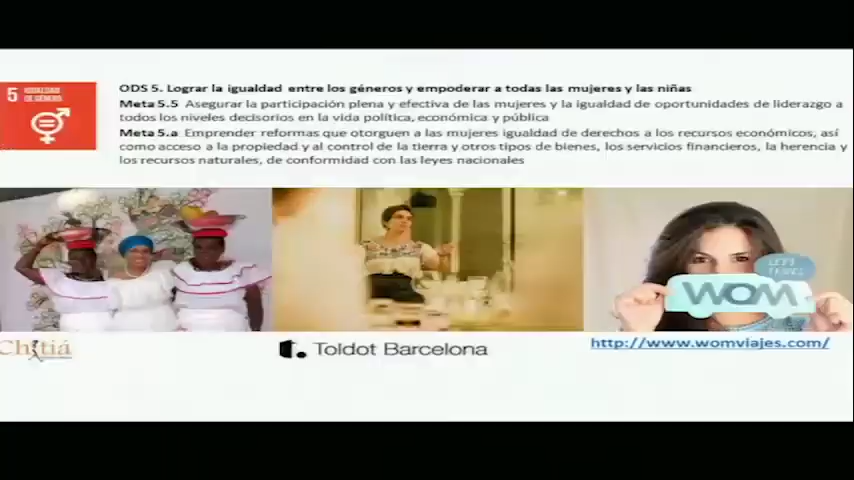 5 IGUALDAD
DE GÉNERO
ODS 5. Lograr la igualdad entre los géneros y empoderar a todas las mujeres y las niñas
Meta 5.5 Asegurar la participación plena y efectiva de las mujeres y la igualdad de oportunidades de liderazgo a
todos los niveles decisorios en la vida política, económica y pública
Meta 5.a Emprender reformas que otorguen a las mujeres igualdad de derechos a los recursos económicos, así
como acceso a la propiedad y al control de la tierra y otros tipos de bienes, los servicios financieros, la herencia y
los recursos naturales, de conformidad con las leyes nacionales
WOM
Chitiá
Toldot Barcelona
http://www.womviajes.com/